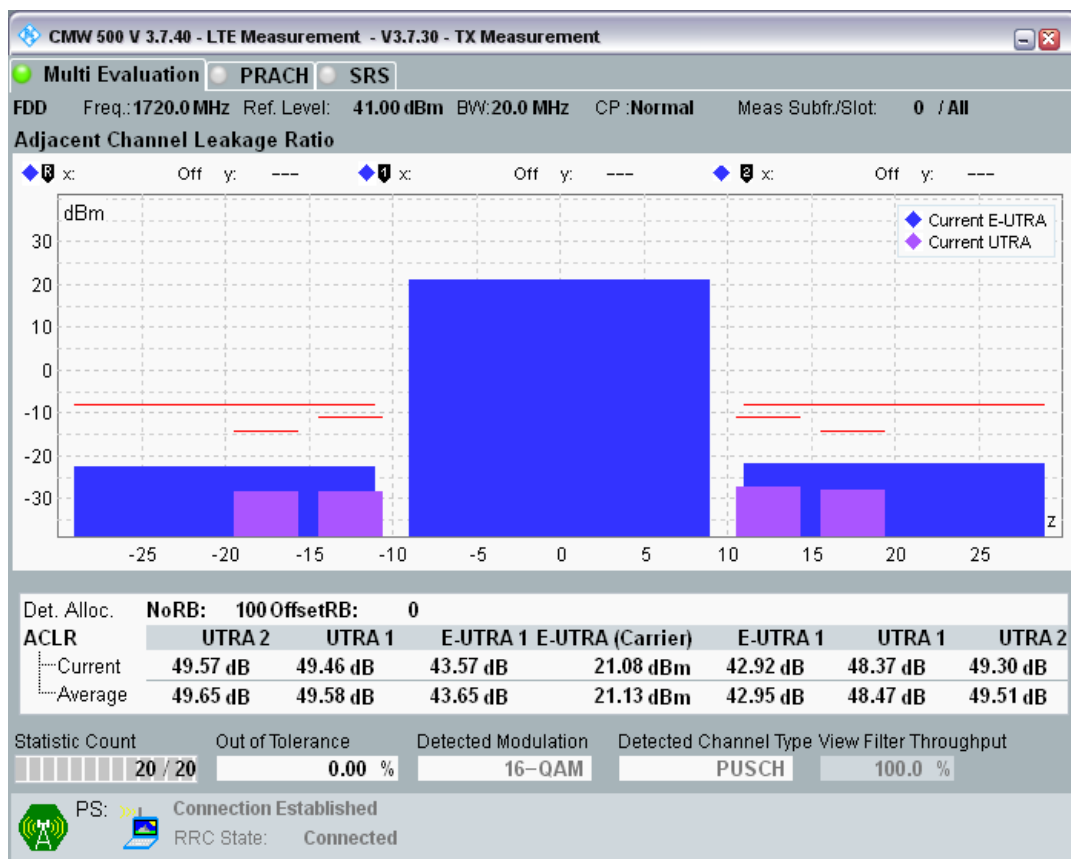 CMW 500 V 3.7.40 - LTE Measurement - V3.7.30 - TX Measurement
Multi Evaluation PRACH SRS
FDD Freq.: 1720.0 MHz Ref. Level: 41.00 dBm BW: 20.0 MHz CP : Normal Meas Subfr./Slot: 0 / All
Adjacent Channel Leakage Ratio
R x: Off y: --- 1 x: Off y: --- 2 x: Off y: ---
dBm
Current E-UTRA
Current UTRA
30
20
10
0
-10
-20
-30
z
-25 -20 -15 -10 -5 0 5 10 15 20 25
Det. Alloc. NoRB: 100 OffsetRB: 0
ACLR UTRA 2 UTRA 1 E-UTRA 1 E-UTRA (Carrier) E-UTRA 1 UTRA 1 UTRA 2
Current 49.57 dB 49.46 dB 43.57 dB 21.08 dBm 42.92 dB 48.37 dB 49.30 dB
Average 49.65 dB 49.58 dB 43.65 dB 21.13 dBm 42.95 dB 48.47 dB 49.51 dB
Statistic Count Out of Tolerance Detected Modulation Detected Channel Type View Filter Throughput
20 / 20 0.00 % 16-QAM PUSCH 100.0 %
PS: Connection Established
RRC State: Connected